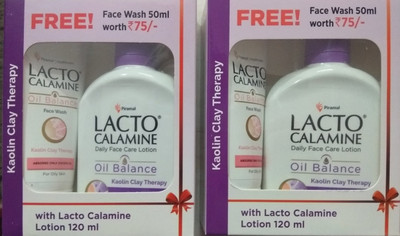 FREE!
Face Wash 50ml
worth ₹75/-
Kaolin Clay Therapy
LACTO
CALAMINE
Oil Balance
Face Wash
Kaolin Clay Therapy
For Oily Skin
Piramal
LACTO
CALAMINE
Daily Face Care Lotion
Oil Balance
Kaolin Clay Therapy
with Lacto Calamine
Lotion 120 ml
FREE!
Face Wash 50ml
worth ₹75/-
Kaolin Clay Therapy
LACTO
CALAMINE
Oil Balance
Face Wash
Piramal
LACTO
CALAMINE
Daily Face Care Lotion
Oil Balance
Kaolin Clay Therapy
with Lacto Calamine
Lotion 120 ml